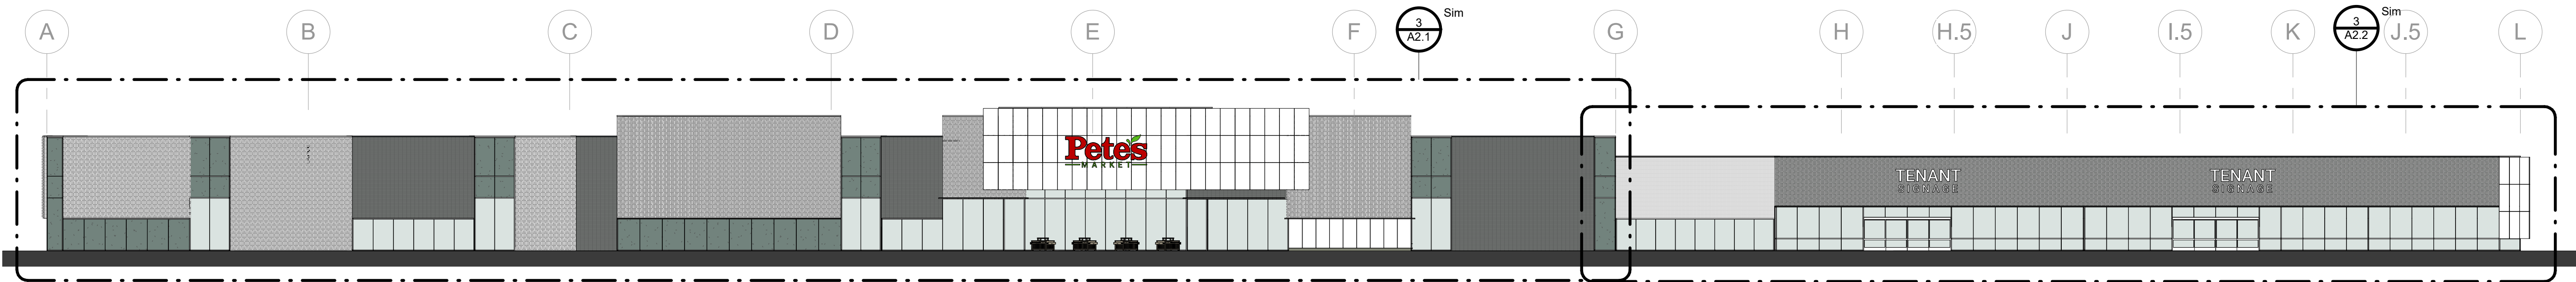 A
B
C
D
E
F
3
A2.1
Sim
G
H
H.5
J
I.5
K
3
A2.2
Sim
J.5
L
Pete's
MARKET
TENANT
SIGNAGE
TENANT
SIGNAGE